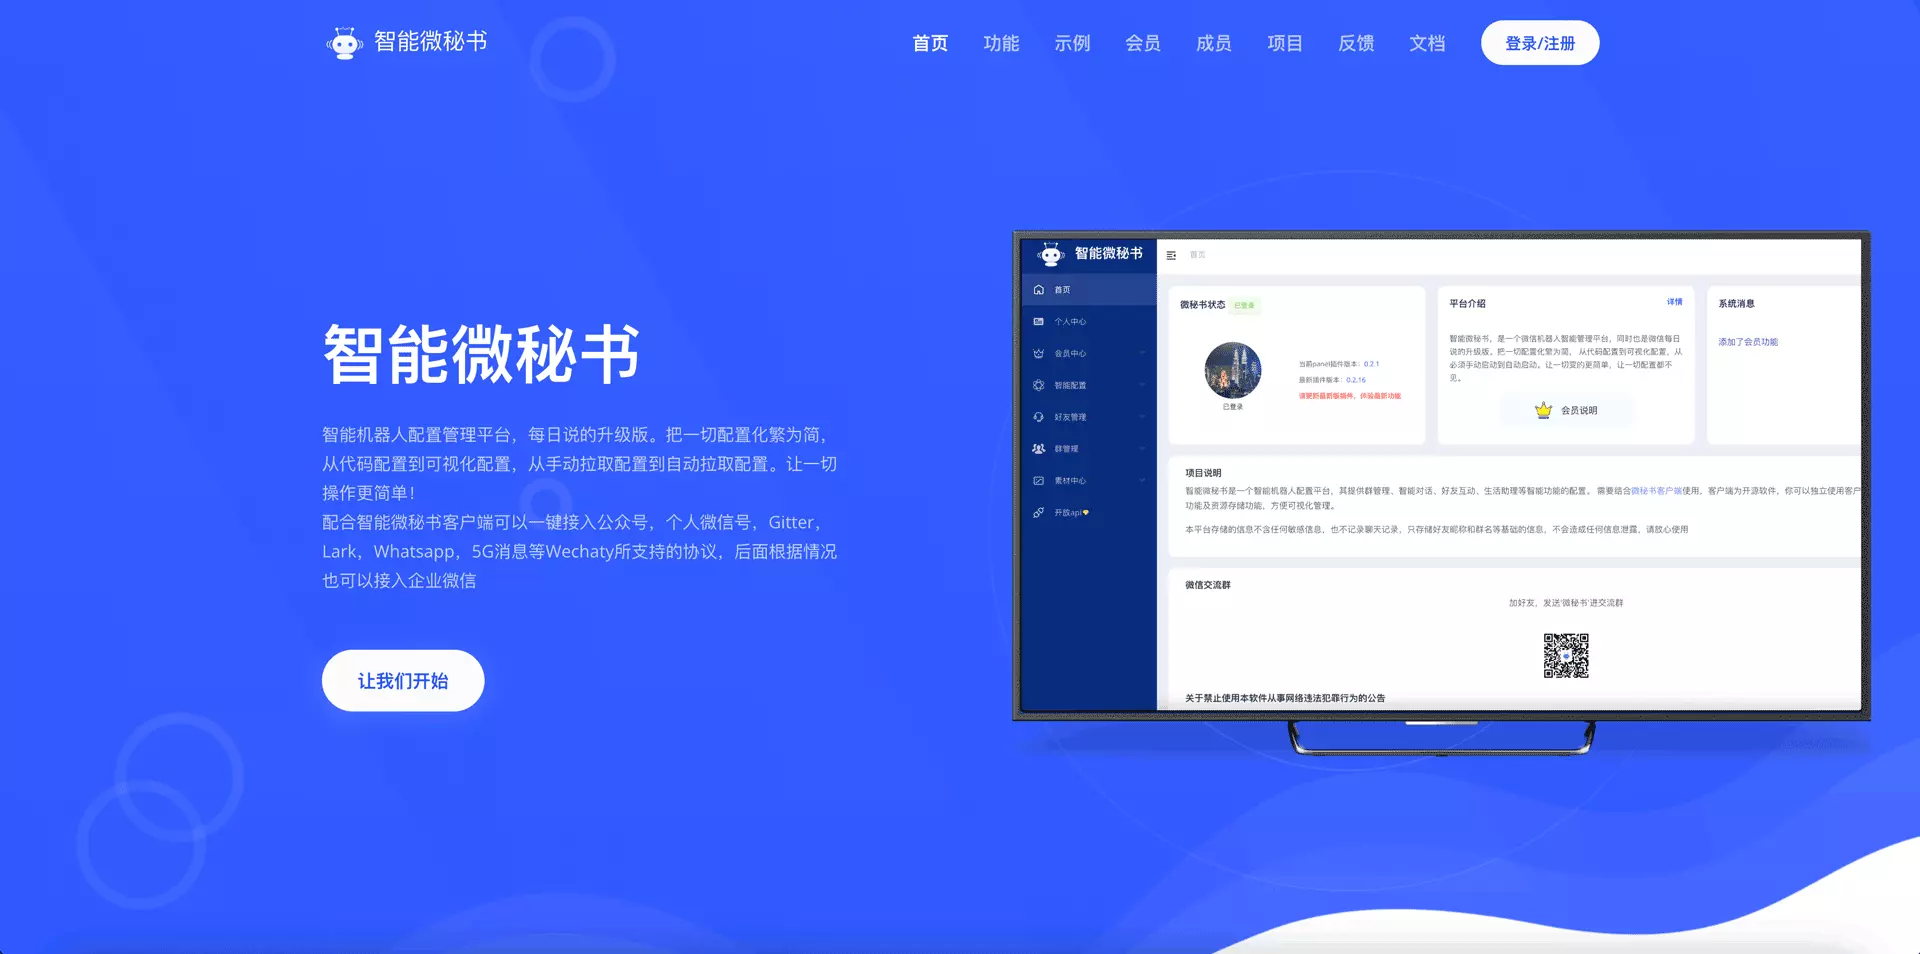 智能微秘书
首页 功能 示例 会员 成员 项目 反馈 文档 登录/注册
智能微秘书
智能机器人配置管理平台，每日说的升级版。把一切配置化繁为简，
从代码配置到可视化配置，从手动拉取配置到自动拉取配置。让一切
操作更简单！
配合智能微秘书客户端可以一键接入公众号，个人微信号，Gitter，
Lark，Whatsapp，5G消息等Wechaty所支持的协议，后面根据情况
也可以接入企业微信
让我们开始
智能微秘书
首页
个人中心
会员中心
智能配置
好友管理
群管理
素材中心
开放api
首页
微秘书状态 已登录
已登录
当前panel插件版本：0.2.1
最新插件版本：0.2.16
请更新最新版插件，体验最新功能
平台介绍 详情
智能微秘书，是一个微信机器人智能管理平台，同时也是微信每日
说的升级版。把一切配置化繁为简， 从代码配置到可视化配置，从
必须手动启动到自动启动。让一切变的更简单，让一切配置都不
见。
会员说明
系统消息
添加了会员功能
项目说明
智能微秘书是一个智能机器人配置平台，其提供群管理、智能对话、好友互动、生活助理等智能功能的配置。 需要结合微秘书客户端使用，客户端为开源软件，你可以独立使用客户
功能及资源存储功能，方便可视化管理。
本平台存储的信息不含任何敏感信息，也不记录聊天记录，只存储好友昵称和群名等基础的信息，不会造成任何信息泄露，请放心使用
微信交流群
加好友，发送'微秘书'进交流群
关于禁止使用本软件从事网络违法犯罪行为的公告